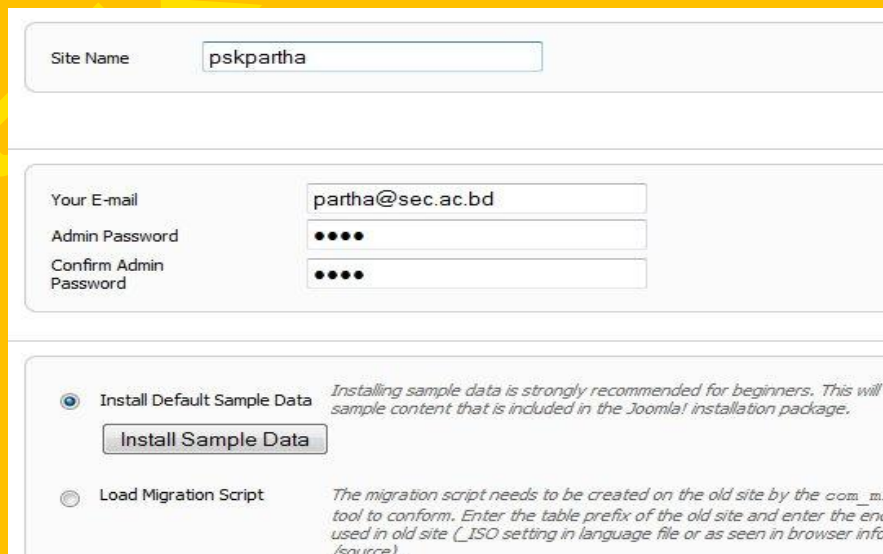 Site Name
pskpartha
Your E-mail
partha@sec.ac.bd
Admin Password
••••
Confirm Admin
Password
••••
Install Default Sample Data
Installing sample data is strongly recommended for beginners. This will
sample content that is included in the Joomla! installation package.
Install Sample Data
Load Migration Script
The migration script needs to be created on the old site by the
tool to conform. Enter the table prefix of the old site and enter the
used in old site (_ISO setting in language file or as seen in browser
/source).